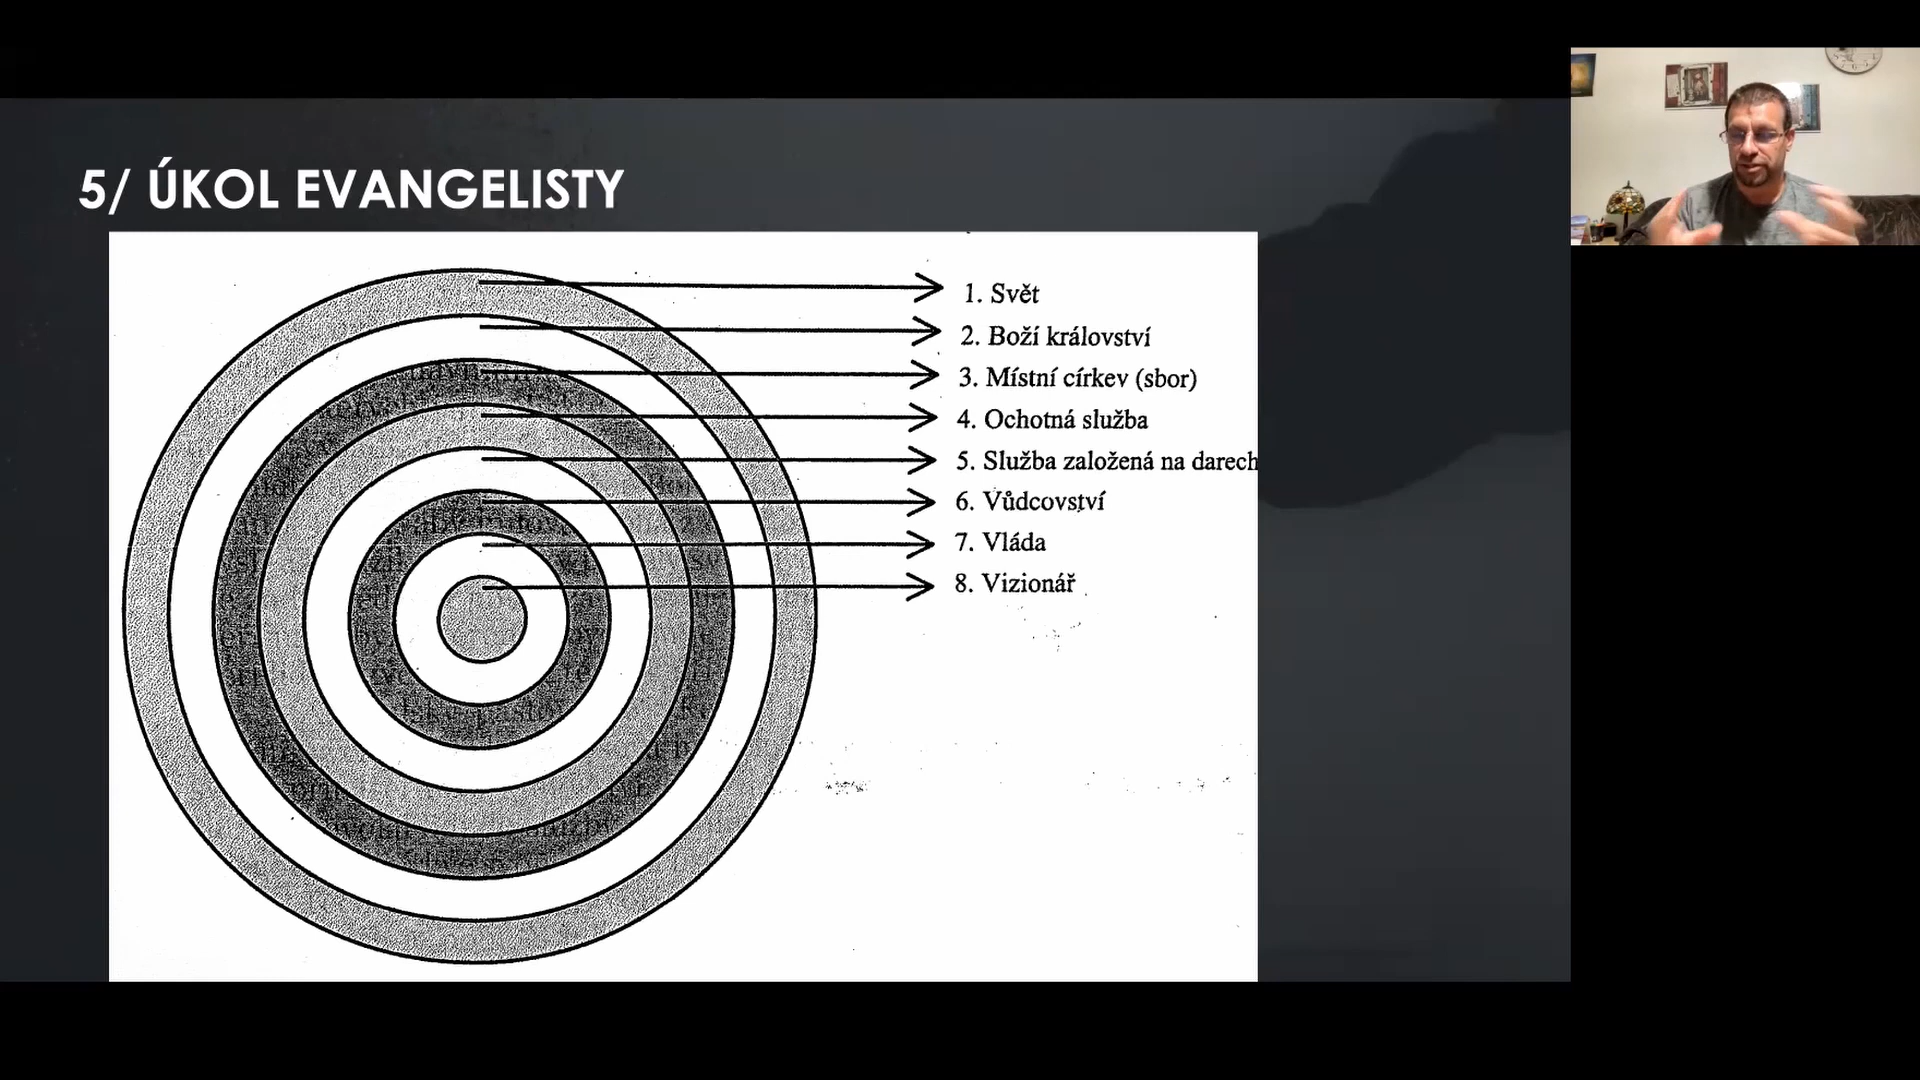 5/ ÚKOL EVANGELISTY
1. Svět
2. Boží království
3. Místní církev (sbor)
4. Ochotná služba
5. Služba založená na darech
6. Vůdcovství
7. Vláda
8. Vizionář